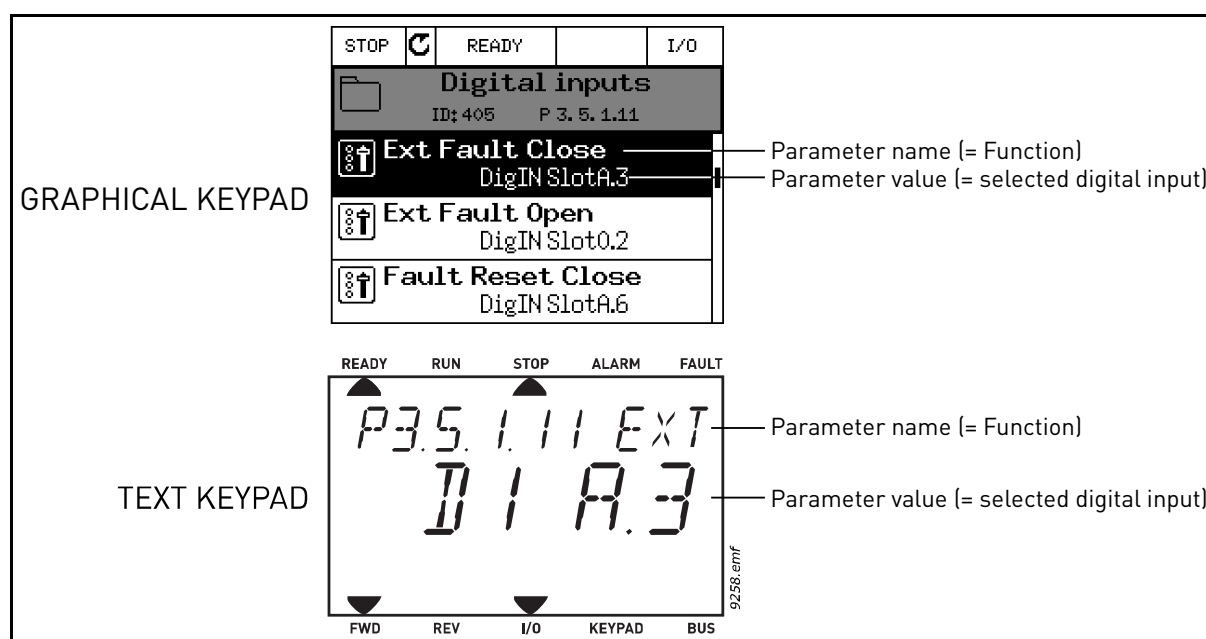 STOP READY I/O
Digital inputs
ID: 405 P 3.5.1.11
GRAPHICAL KEYPAD
Ext Fault Close
Parameter name (= Function)
DigIN SlotA.3
Parameter value (= selected digital input)
Ext Fault Open
DigIN Slot0.2
Fault Reset Close
DigIN SlotA.6
READY RUN STOP ALARM FAULT
TEXT KEYPAD
P3.5.1.11 EXT
Parameter name (= Function)
DI A.3
Parameter value (= selected digital input)
9258.emf
FWD REV I/O KEYPAD BUS